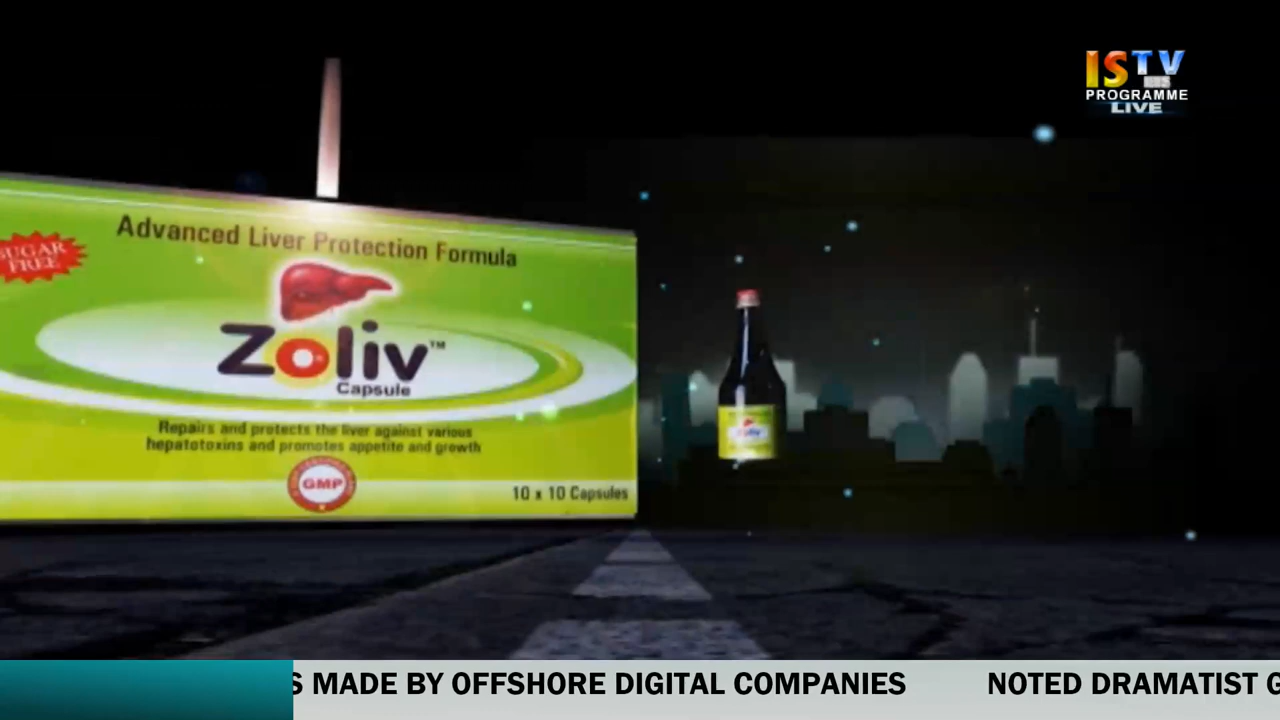 ISTV
PROGRAMME
LIVE
SUGAR
FREE
Advanced Liver Protection Formula
Zoliv™
Capsule
Repairs and protects the liver against various
hepatotoxins and promotes appetite and growth
GMP
10 x 10 Capsules
Zoliv
S MADE BY OFFSHORE DIGITAL COMPANIES NOTED DRAMATIST G